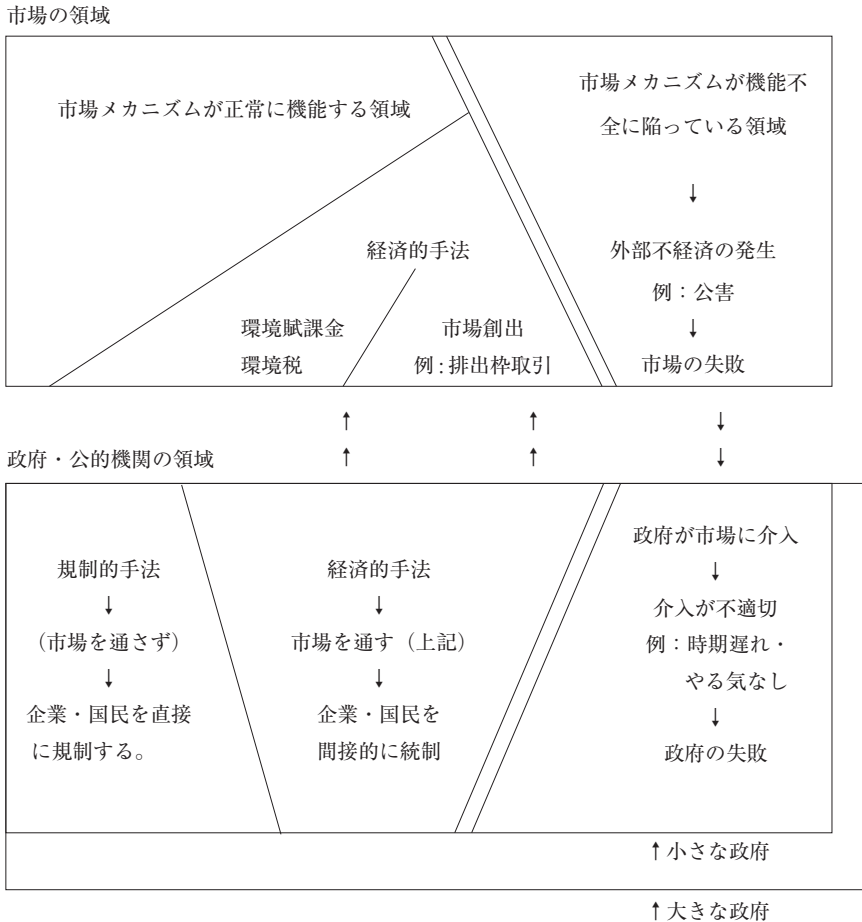 市場の領域
市場メカニズムが正常に機能する領域
経済的手法
環境賦課金
環境税
市場創出
例:排出枠取引
市場メカニズムが機能不
全に陥っている領域
↓
外部不経済の発生
例：公害
↓
市場の失敗
↑ ↑ ↓
↑ ↑ ↓
政府・公的機関の領域
規制的手法
↓
（市場を通さず）
↓
企業・国民を直接
に規制する。
経済的手法
↓
市場を通す（上記）
↓
企業・国民を
間接的に統制
政府が市場に介入
↓
介入が不適切
例：時期遅れ・
やる気なし
↓
政府の失敗
↑小さな政府
↑大きな政府